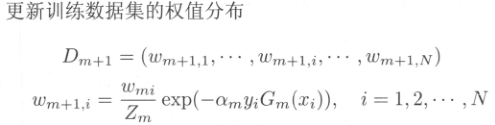 更新训练数据集的权值分布
D_{m+1} = (w_{m+1,1}, ⋯, w_{m+1,i}, ⋯, w_{m+1,N})
w_{m+1,i} = \frac{w_{mi}}{Z_m} exp(−α_m y_i G_m(x_i)), i = 1, 2, ⋯, N